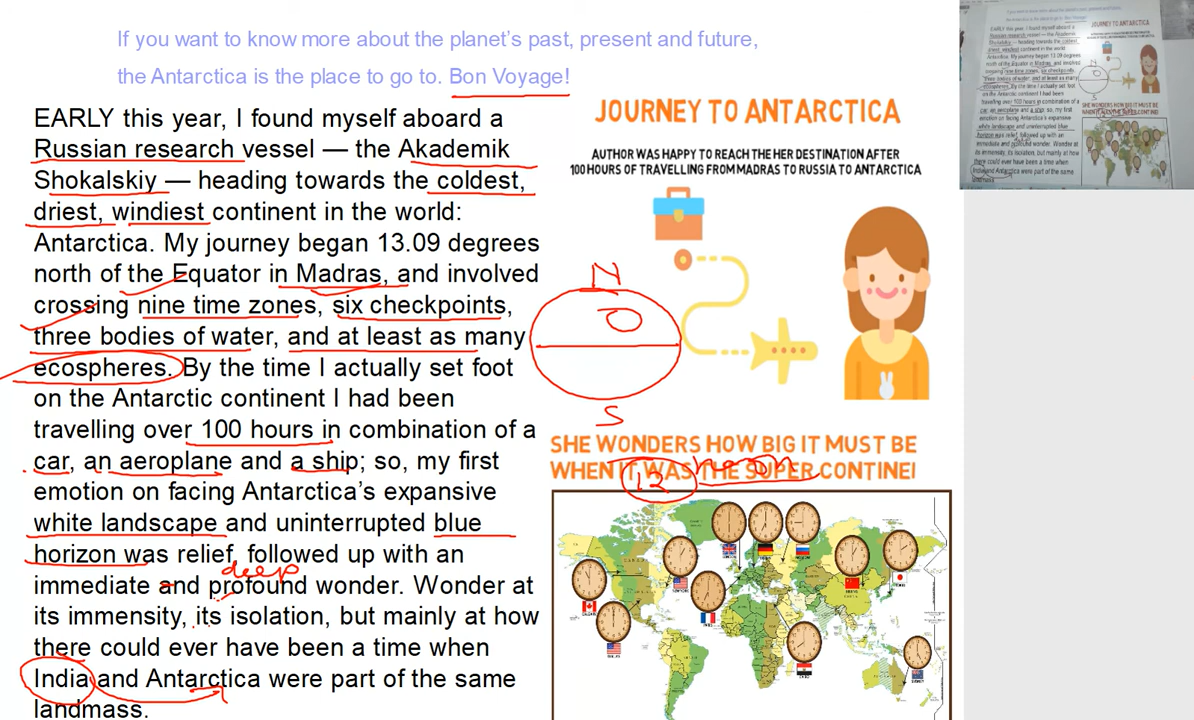 If you want to know more about the planet's past, present and future,
the Antarctica is the place to go to. Bon Voyage!
EARLY this year, I found myself aboard a
Russian research vessel — the Akademik
Shokalskiy — heading towards the coldest,
driest, windiest continent in the world:
Antarctica. My journey began 13.09 degrees
north of the Equator in Madras, and involved
crossing nine time zones, six checkpoints,
three bodies of water, and at least as many
ecospheres. By the time I actually set foot
on the Antarctic continent I had been
travelling over 100 hours in combination of a
car, an aeroplane and a ship; so, my first
emotion on facing Antarctica's expansive
white landscape and uninterrupted blue
horizon was relief, followed up with an
deep
immediate and profound wonder. Wonder at
its immensity, its isolation, but mainly at how
there could ever have been a time when
India and Antarctica were part of the same
landmass.
JOURNEY TO ANTARCTICA
AUTHOR WAS HAPPY TO REACH THE HER DESTINATION AFTER
100 HOURS OF TRAVELLING FROM MADRAS TO RUSSIA TO ANTARCTICA
N
S
SHE WONDERS HOW BIG IT MUST BE
WHEN IT WAS THE SUPER CONTINE
12 noon